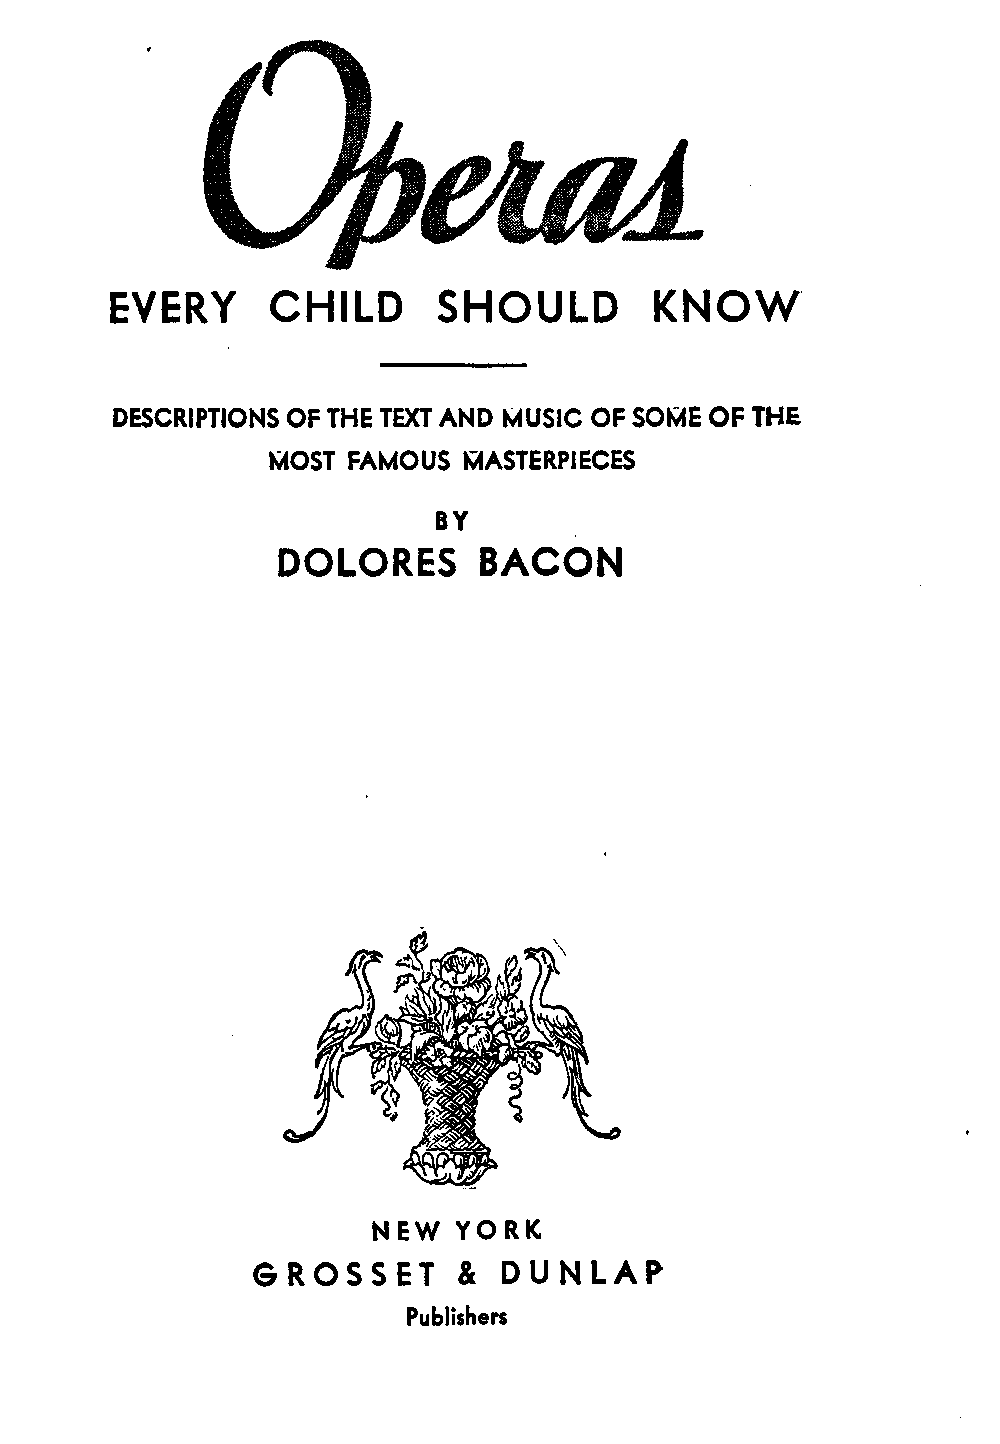 Operas
EVERY CHILD SHOULD KNOW
DESCRIPTIONS OF THE TEXT AND MUSIC OF SOME OF THE
MOST FAMOUS MASTERPIECES
BY
DOLORES BACON
NEW YORK
GROSSET & DUNLAP
Publishers